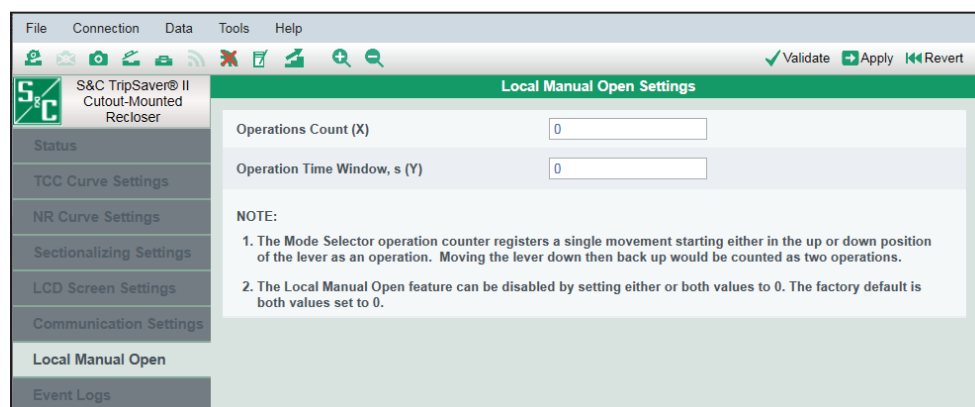 File Connection Data Tools Help
Validate Apply Revert
S&C
S&C TripSaver® II
Cutout-Mounted
Recloser
Status
TCC Curve Settings
NR Curve Settings
Sectionalizing Settings
LCD Screen Settings
Communication Settings
Local Manual Open
Event Logs
Local Manual Open Settings
Operations Count (X) 0
Operation Time Window, s (Y) 0
NOTE:
1. The Mode Selector operation counter registers a single movement starting either in the up or down position
of the lever as an operation. Moving the lever down then back up would be counted as two operations.
2. The Local Manual Open feature can be disabled by setting either or both values to 0. The factory default is
both values set to 0.